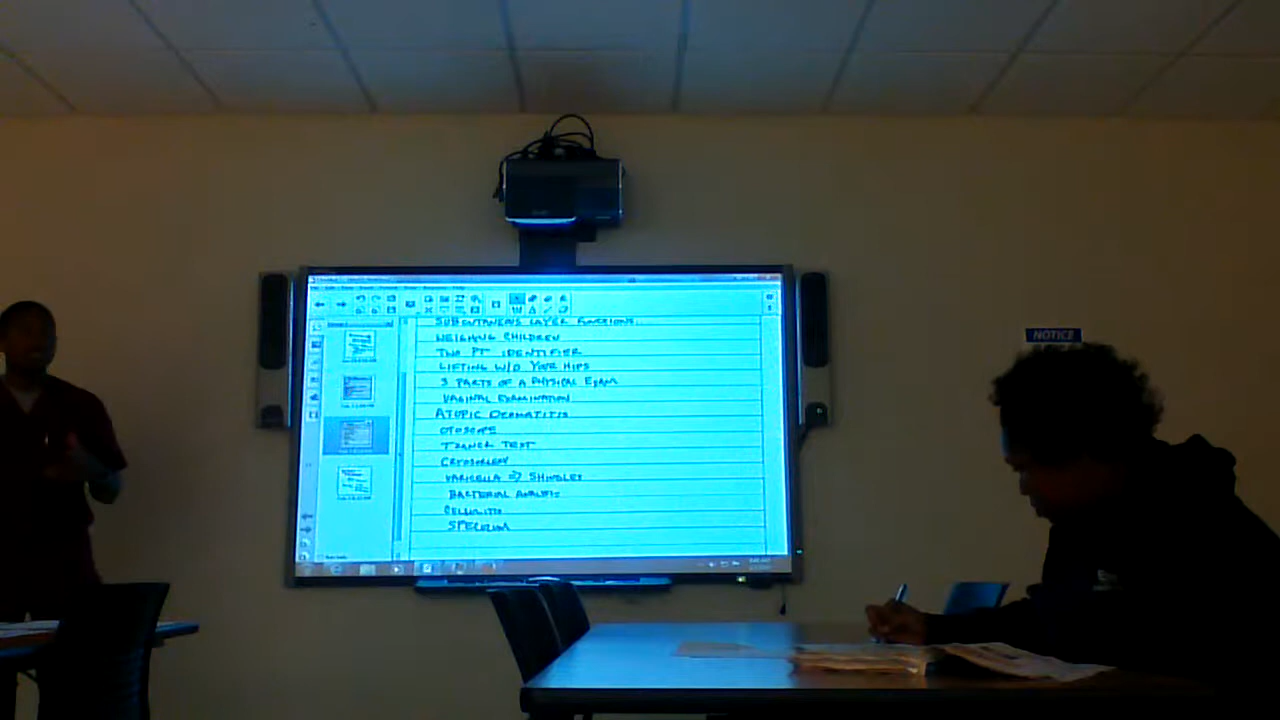 SUBCUTANEOUS LAYER FUNCTIONS
WEIGHING CHILDREN
TWO PT IDENTIFIER
LIFTING W/O YOUR HIPS
3 PARTS OF A PHYSICAL EXAM
VAGINAL EXAMINATION
ATOPIC DERMATITIS
OTOSCOPE
TZANCK TEST
CRYOSURGERY
VARICELLA => SHINGLES
BACTERIAL ANALYSIS
CELLULITIS
SPECULUM
NOTICE